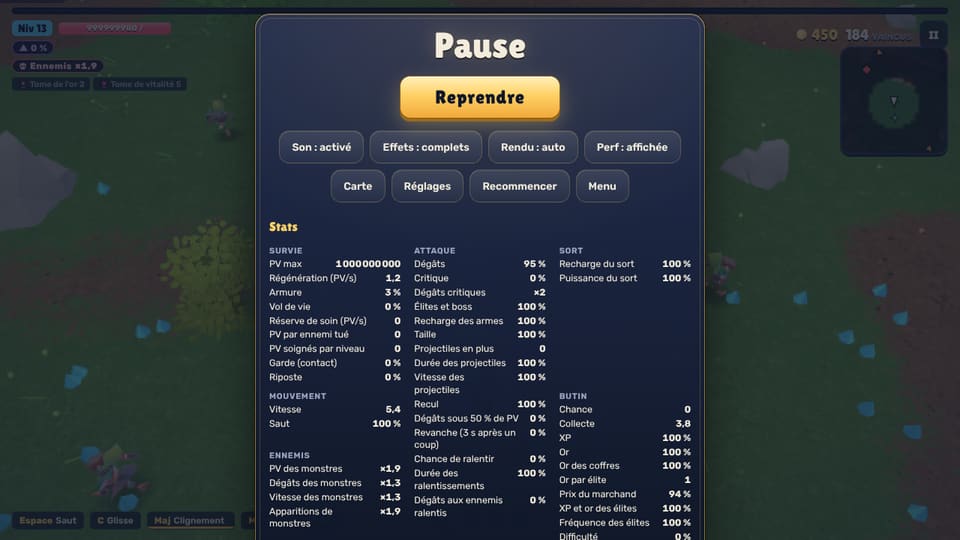 Niv 13
999999980 /
0 %
Ennemis ×1,9
Tome de l'or 2
Tome de vitalité 5
450 184 VAINCUS
Pause
Reprendre
Son : activé
Effets : complets
Rendu : auto
Perf : affichée
Carte
Réglages
Recommencer
Menu
Stats
SURVIE
PV max 1000000000
Régénération (PV/s) 1,2
Armure 3 %
Vol de vie 0 %
Réserve de soin (PV/s) 0
PV par ennemi tué 0
PV soignés par niveau 0
Garde (contact) 0 %
Riposte 0 %
MOUVEMENT
Vitesse 5,4
Saut 100 %
ENNEMIS
PV des monstres ×1,9
Dégâts des monstres ×1,3
Vitesse des monstres ×1,3
Apparitions de ×1,9
monstres
ATTAQUE
Dégâts 95 %
Critique 0 %
Dégâts critiques ×2
Élites et boss 100 %
Recharge des armes 100 %
Taille 100 %
Projectiles en plus 0
Durée des projectiles 100 %
Vitesse des 100 %
projectiles
Recul 100 %
Dégâts sous 50 % de PV 0 %
Revanche (3 s après un 0 %
coup)
Chance de ralentir 0 %
Durée des 100 %
ralentissements
Dégâts aux ennemis 0 %
ralentis
SORT
Recharge du sort 100 %
Puissance du sort 100 %
BUTIN
Chance 0
Collecte 3,8
XP 100 %
Or 100 %
Or des coffres 100 %
Or par élite 1
Prix du marchand 94 %
XP et or des élites 100 %
Fréquence des élites 100 %
Difficulté 0 %
Espace Saut
C Glisse
Maj Clignement